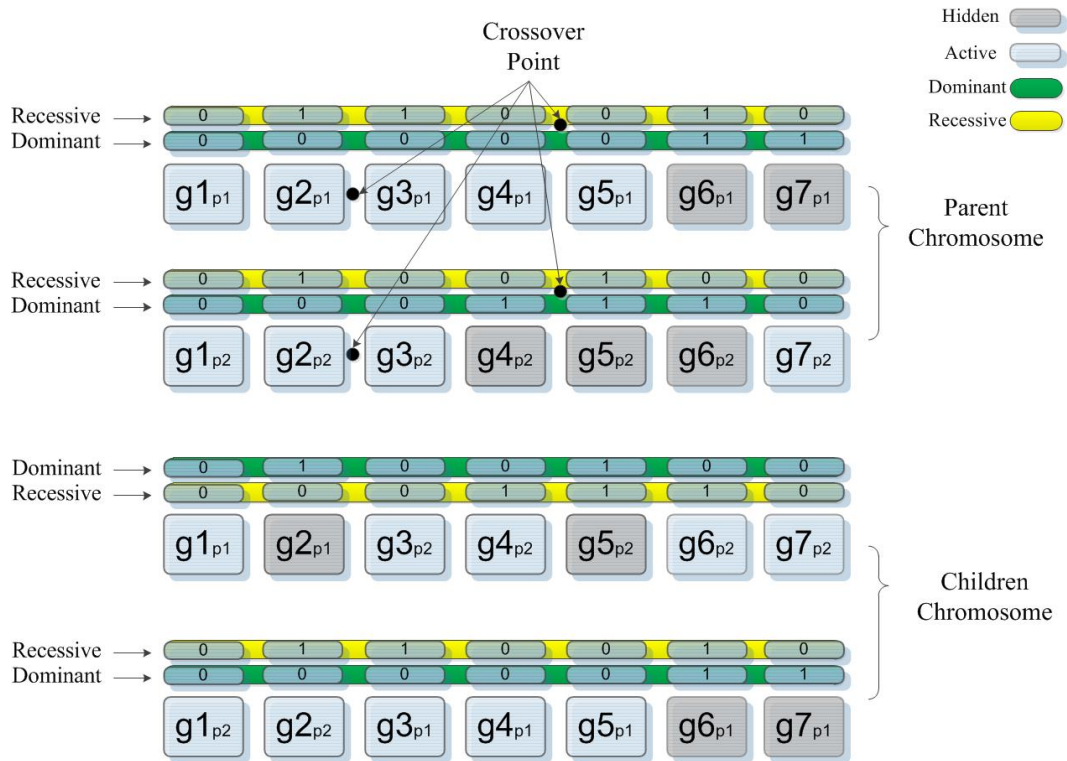 Crossover
Point
Hidden
Active
Dominant
Recessive
Recessive 0 1 1 0 0 1 0
Dominant 0 0 0 0 0 1 1
g1p1 g2p1 g3p1 g4p1 g5p1 g6p1 g7p1
Parent
Chromosome
Recessive 0 1 0 0 1 0 0
Dominant 0 0 0 1 1 1 0
g1p2 g2p2 g3p2 g4p2 g5p2 g6p2 g7p2
Dominant 0 1 0 0 1 0 0
Recessive 0 0 0 1 1 1 0
g1p1 g2p1 g3p2 g4p2 g5p2 g6p2 g7p2
Children
Chromosome
Recessive 0 1 1 0 0 1 0
Dominant 0 0 0 0 0 1 1
g1p2 g2p2 g3p1 g4p1 g5p1 g6p1 g7p1